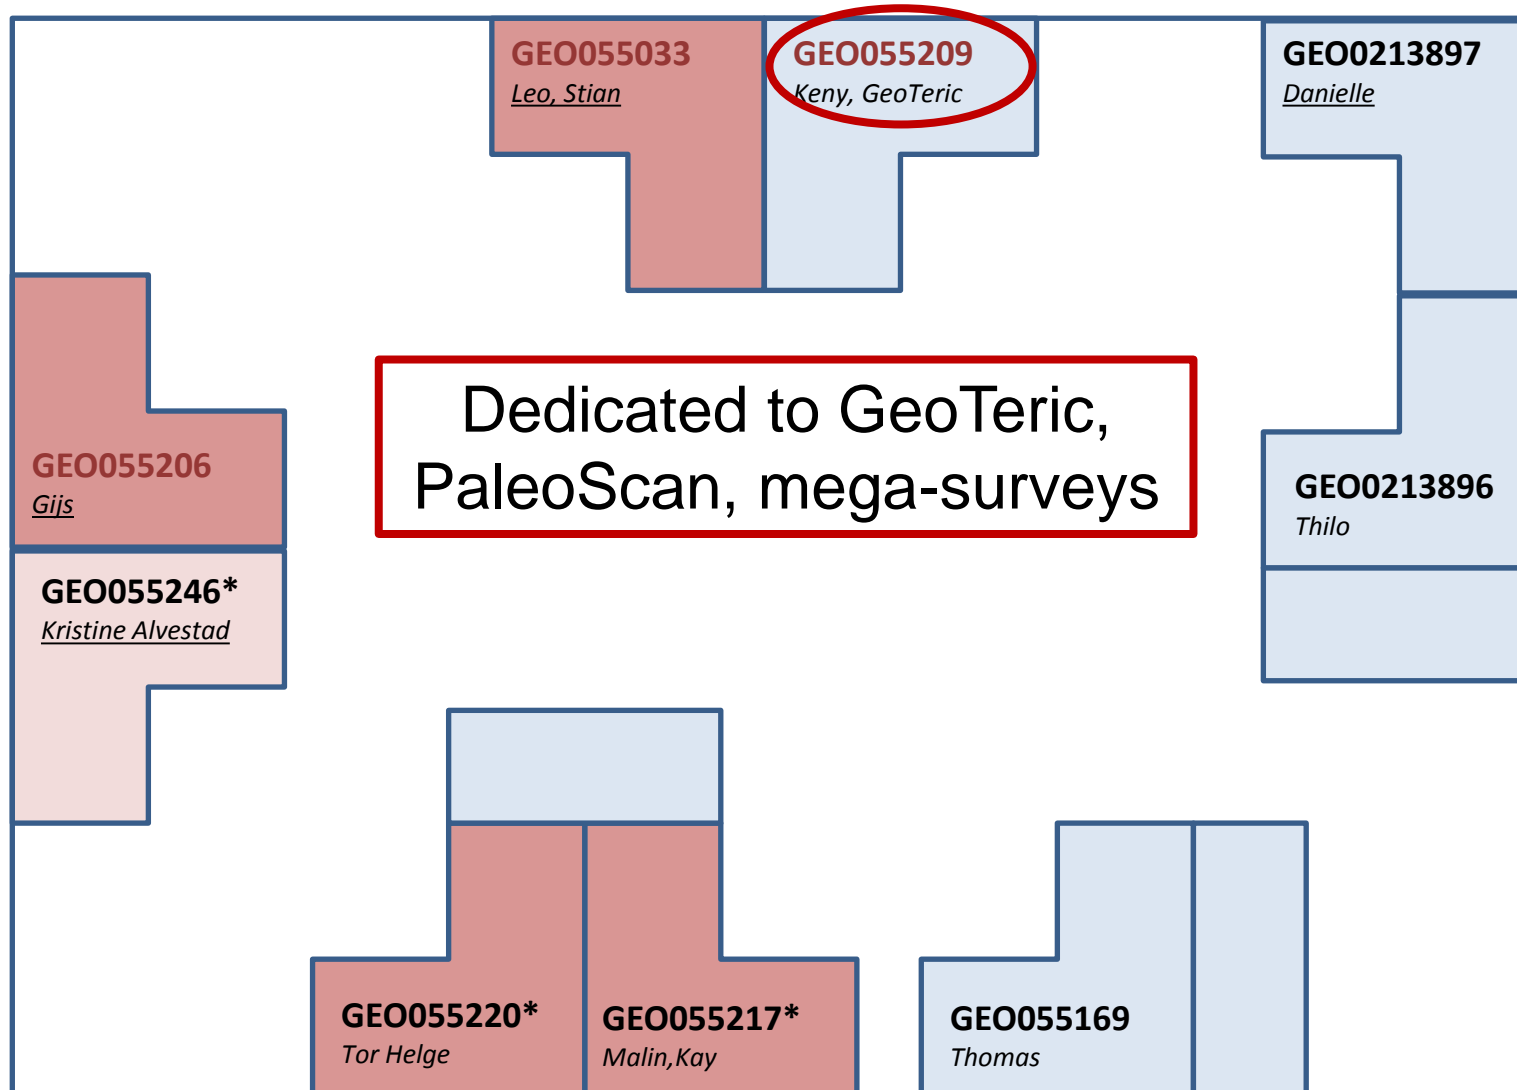 GEO055033
Leo, Stian
GEO055209
Keny, GeoTeric
GEO0213897
Danielle
Dedicated to GeoTeric,
PaleoScan, mega-surveys
GEO055206
Gijs
GEO0213896
Thilo
GEO055246*
Kristine Alvestad
GEO055220*
Tor Helge
GEO055217*
Malin,Kay
GEO055169
Thomas